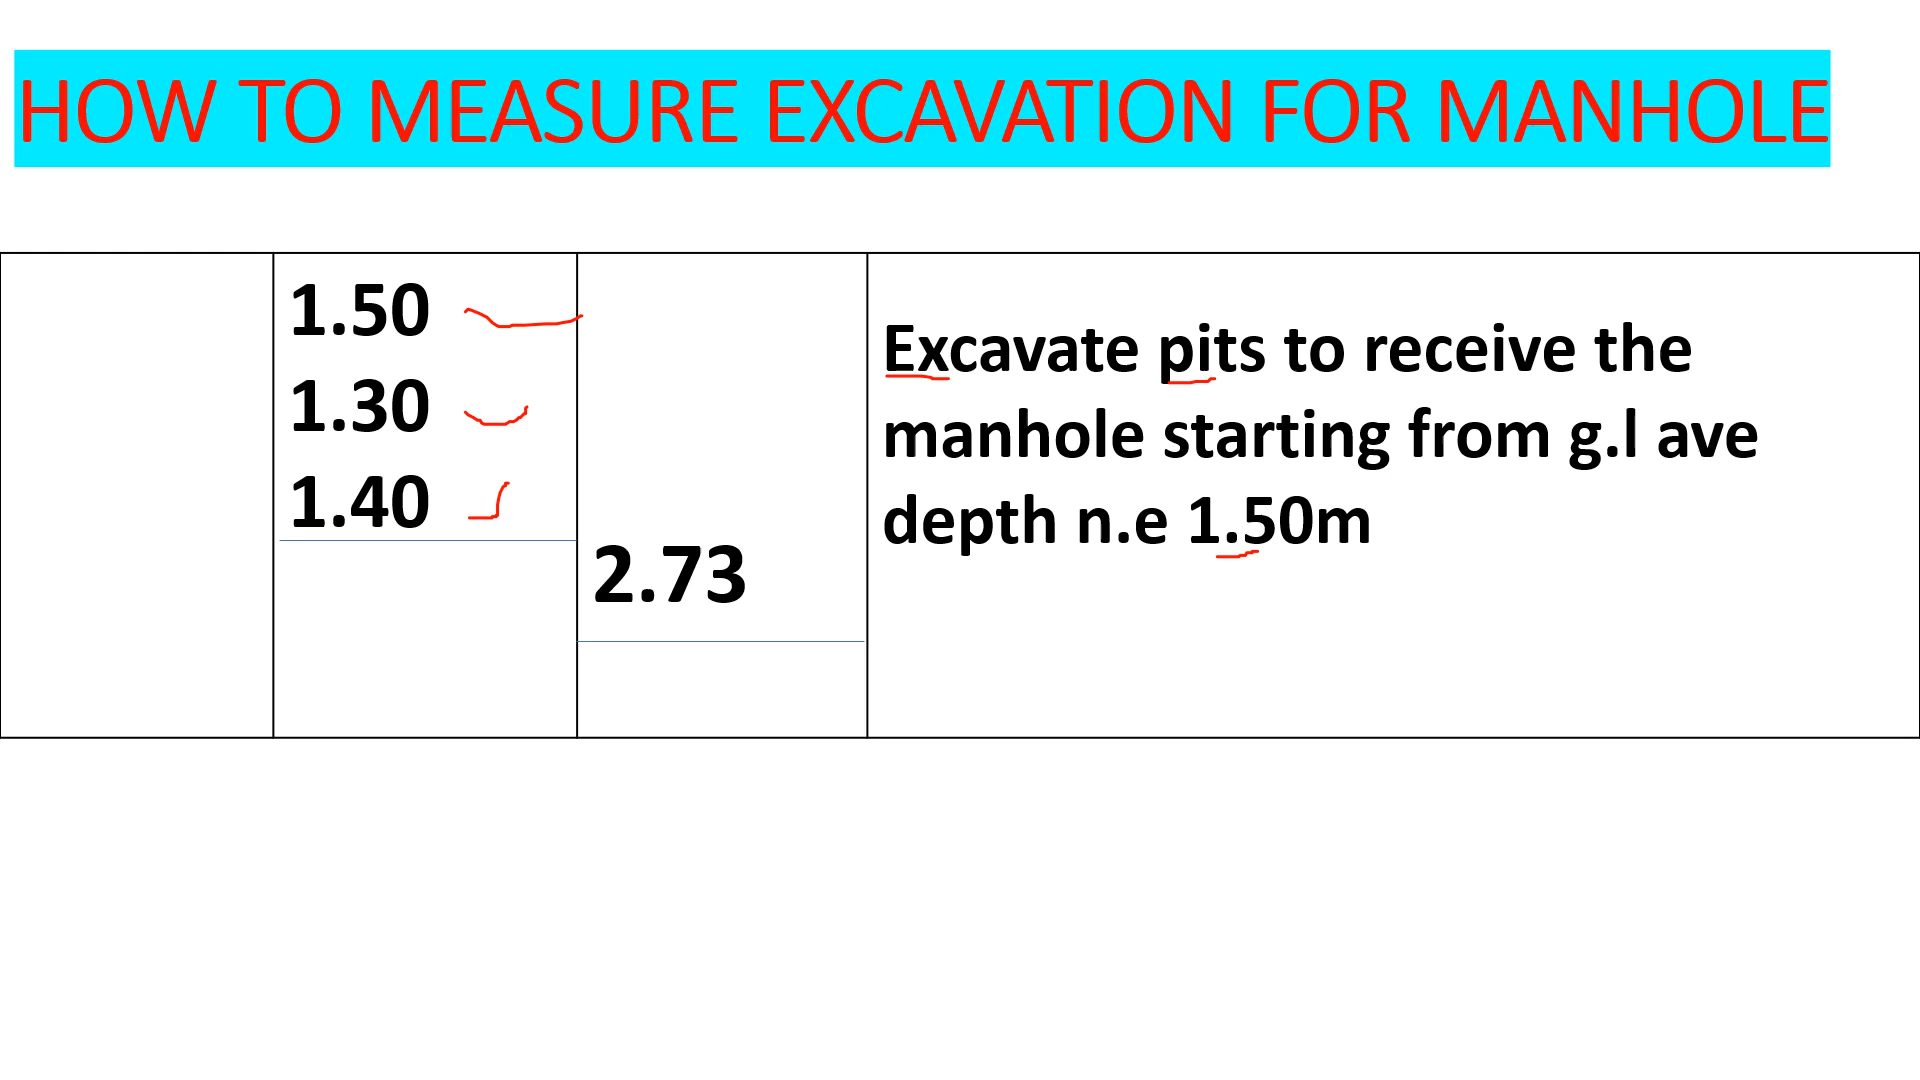 HOW TO MEASURE EXCAVATION FOR MANHOLE
1.50
1.30
1.40
2.73
Excavate pits to receive the
manhole starting from g.l ave
depth n.e 1.50m